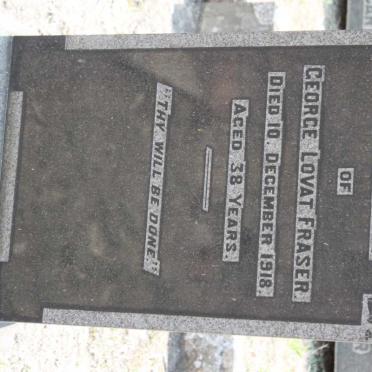 OF
GEORGE LOVAT FRASER
DIED 10. DECEMBER 1918.
AGED 38 YEARS.
"THY WILL BE DONE."